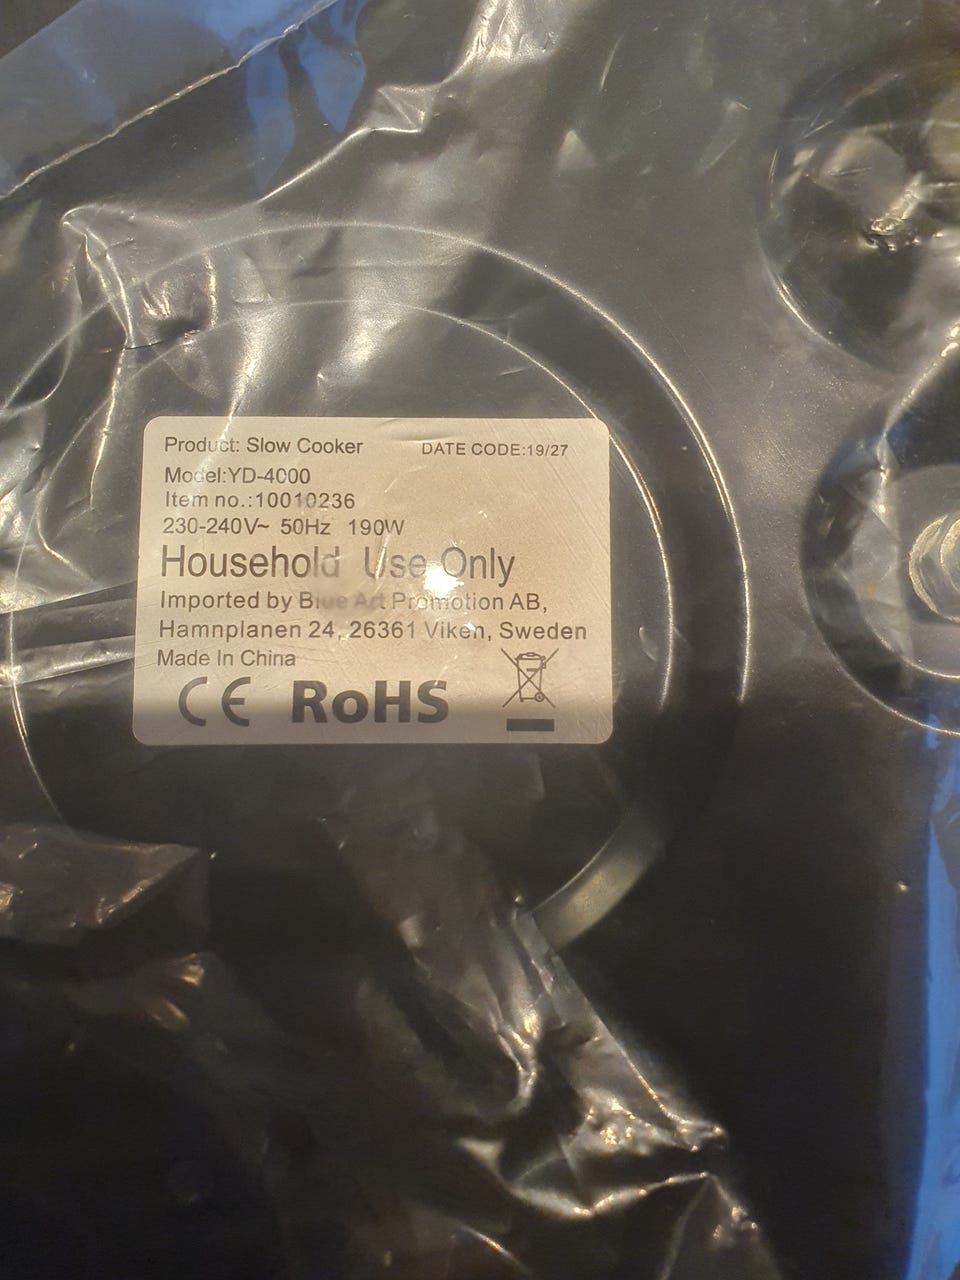 Product: Slow Cooker DATE CODE:19/27
Model:YD-4000
Item no.:10010236
230-240V~ 50Hz 190W
Household Use Only
Imported by Blue Art Promotion AB,
Hamnplanen 24, 26361 Viken, Sweden
Made In China
CE RoHS